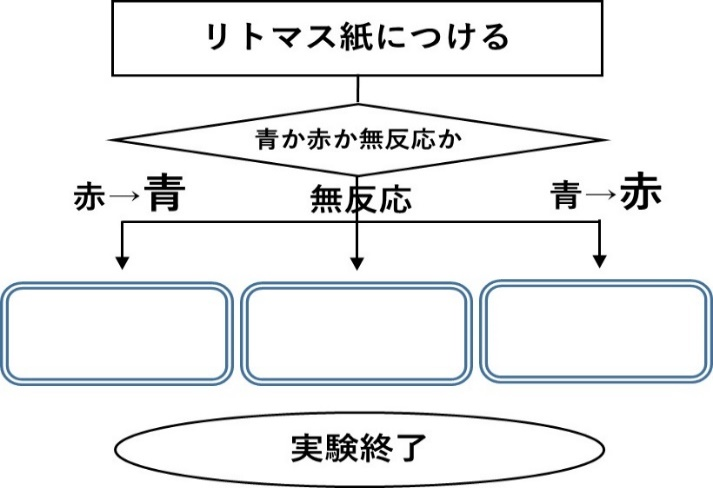 リトマス紙につける
青か赤か無反応か
赤→青
無反応
青→赤
実験終了